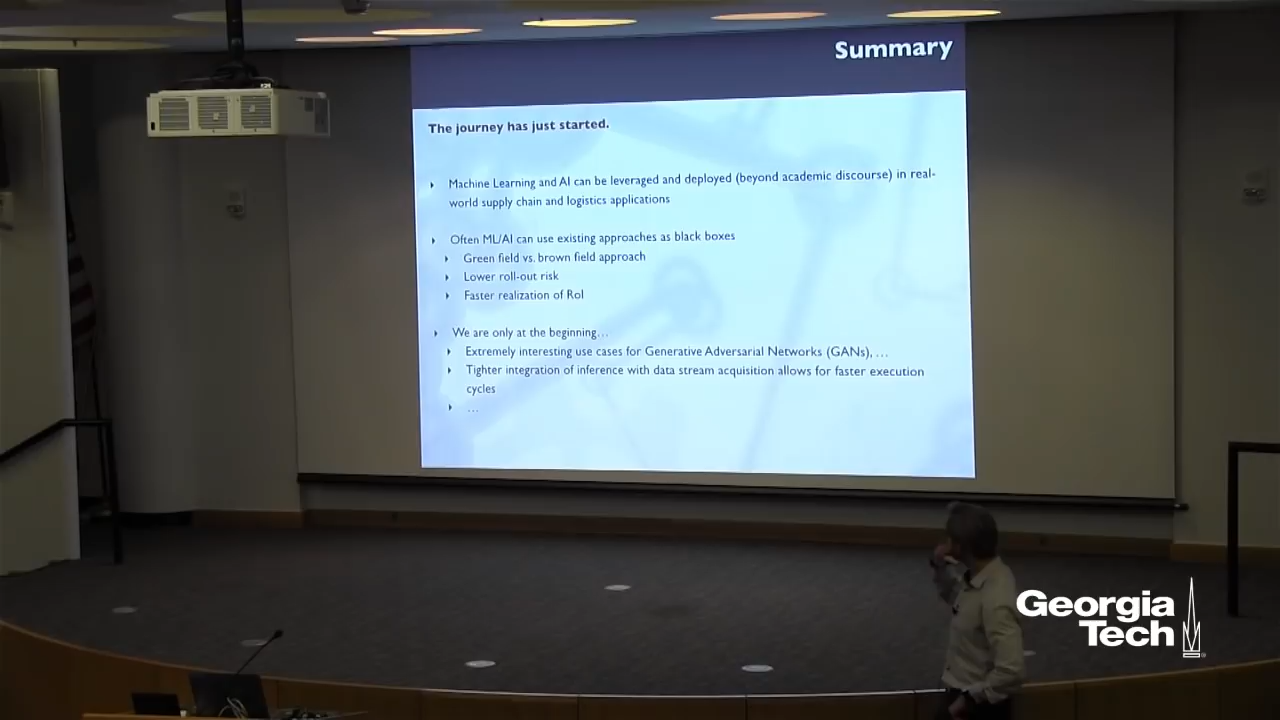 Summary
The journey has just started.
Machine Learning and AI can be leveraged and deployed (beyond academic discourse) in real-
world supply chain and logistics applications
Often ML/AI can use existing approaches as black boxes
Green field vs. brown field approach
Lower roll-out risk
Faster realization of RoI
We are only at the beginning…
Extremely interesting use cases for Generative Adversarial Networks (GANs), …
Tighter integration of inference with data stream acquisition allows for faster execution
cycles
…
Georgia
Tech